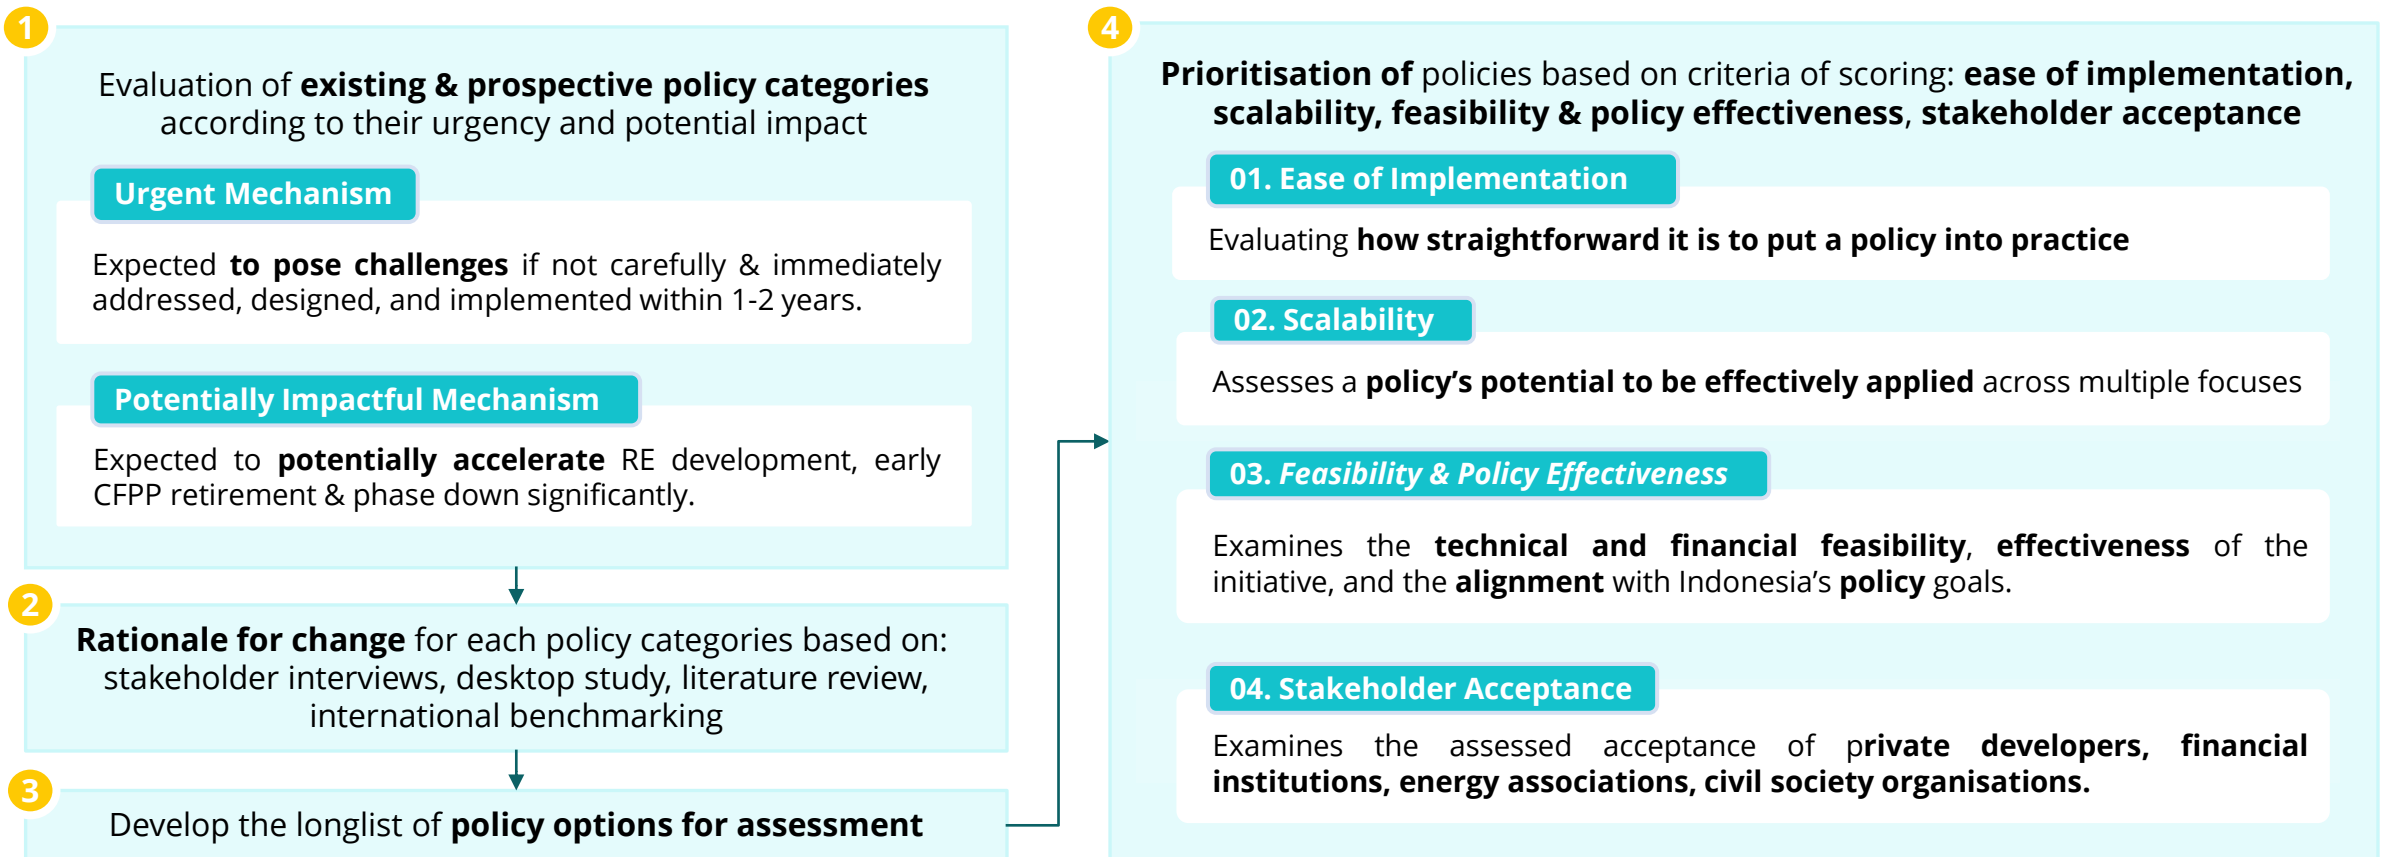 1
Evaluation of existing & prospective policy categories
according to their urgency and potential impact
Urgent Mechanism
Expected to pose challenges if not carefully & immediately
addressed, designed, and implemented within 1-2 years.
Potentially Impactful Mechanism
Expected to potentially accelerate RE development, early
CFPP retirement & phase down significantly.
2
Rationale for change for each policy categories based on:
stakeholder interviews, desktop study, literature review,
international benchmarking
3
Develop the longlist of policy options for assessment
4
Prioritisation of policies based on criteria of scoring: ease of implementation,
scalability, feasibility & policy effectiveness, stakeholder acceptance
01. Ease of Implementation
Evaluating how straightforward it is to put a policy into practice
02. Scalability
Assesses a policy’s potential to be effectively applied across multiple focuses
03. Feasibility & Policy Effectiveness
Examines the technical and financial feasibility, effectiveness of the
initiative, and the alignment with Indonesia’s policy goals.
04. Stakeholder Acceptance
Examines the assessed acceptance of private developers, financial
institutions, energy associations, civil society organisations.